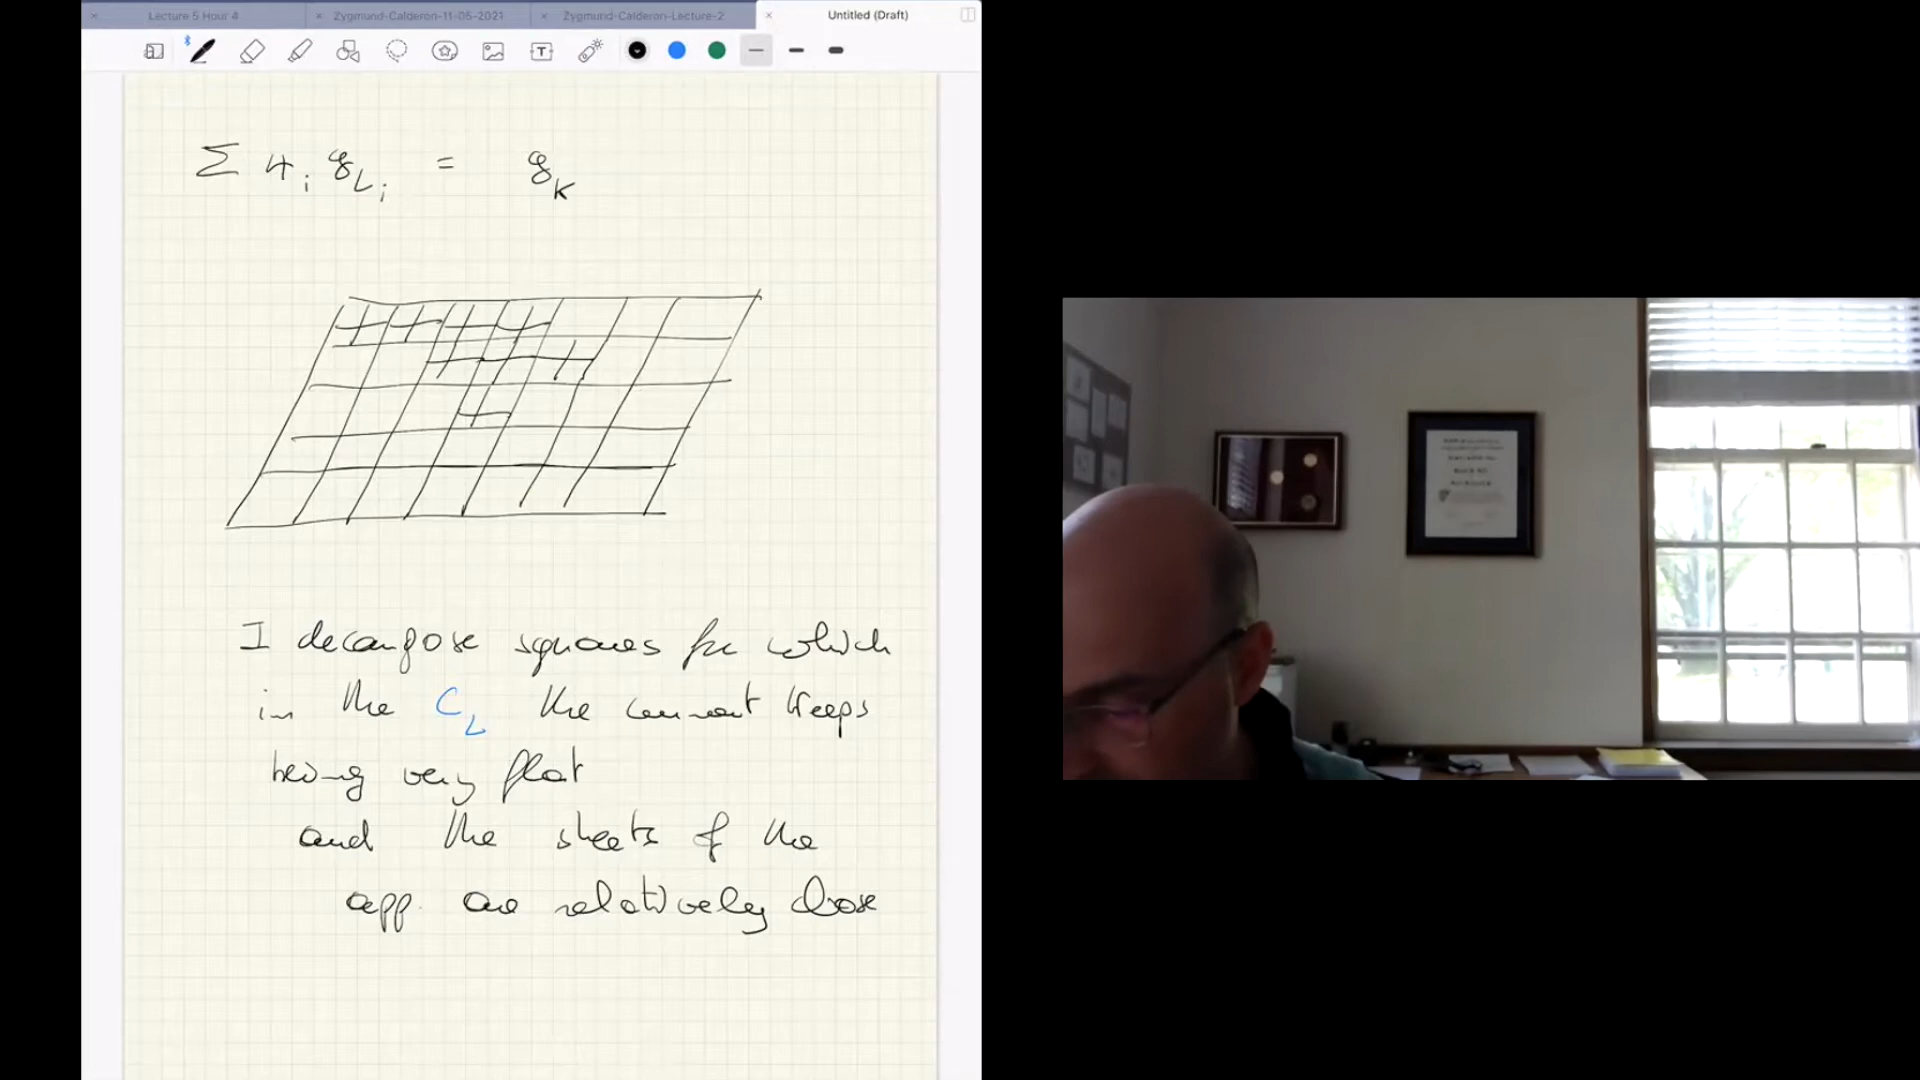 Lecture 5 Hour 4
Zygmund-Calderon-11-05-2021
Zygmund-Calderon-Lecture-2
Untitled (Draft)
T
Σ 4i gLi = gK
I decompose squares for which
in the CL the current keeps
being very flat
and the sheets of the
app. are relatively close